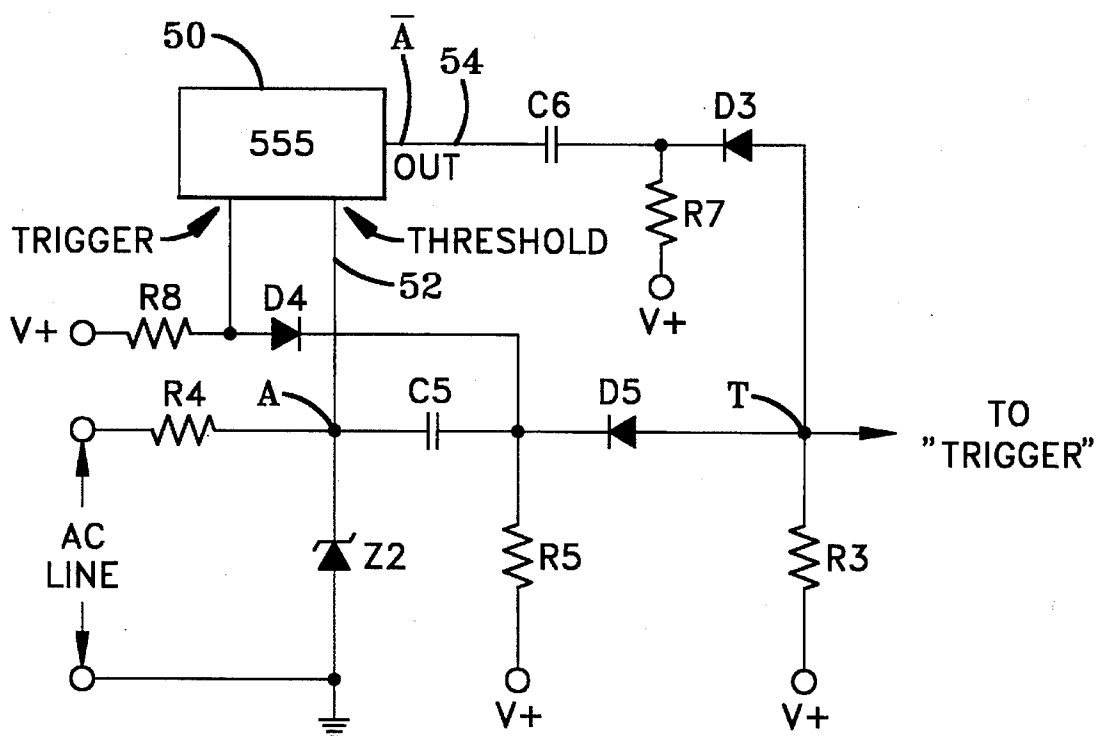 50
Ā
54
C6
D3
555
OUT
R7
TRIGGER
THRESHOLD
52
V+
R8
D4
V+
R4
A
C5
D5
T
TO
"TRIGGER"
AC
LINE
Z2
R5
R3
V+
V+